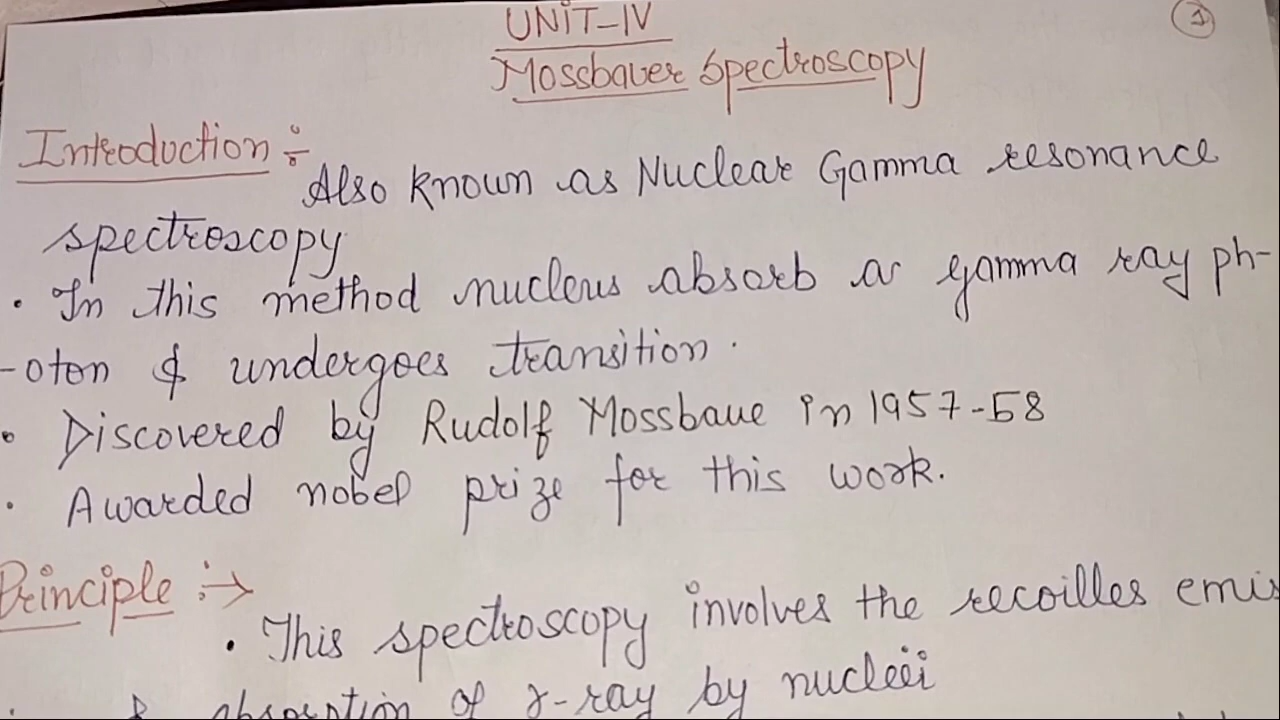 1
UNIT-IV
Mossbauer Spectroscopy
Introduction :-
Also known as Nuclear Gamma resonance
spectroscopy
• In this method nucleus absorb a gamma ray ph-
-oton & undergoes transition.
• Discovered by Rudolf Mossbaue in 1957-58
• Awarded nobel prize for this work.
Principle :→
• This spectroscopy involves the recoilles emis
& absorption of γ-ray by nucleii